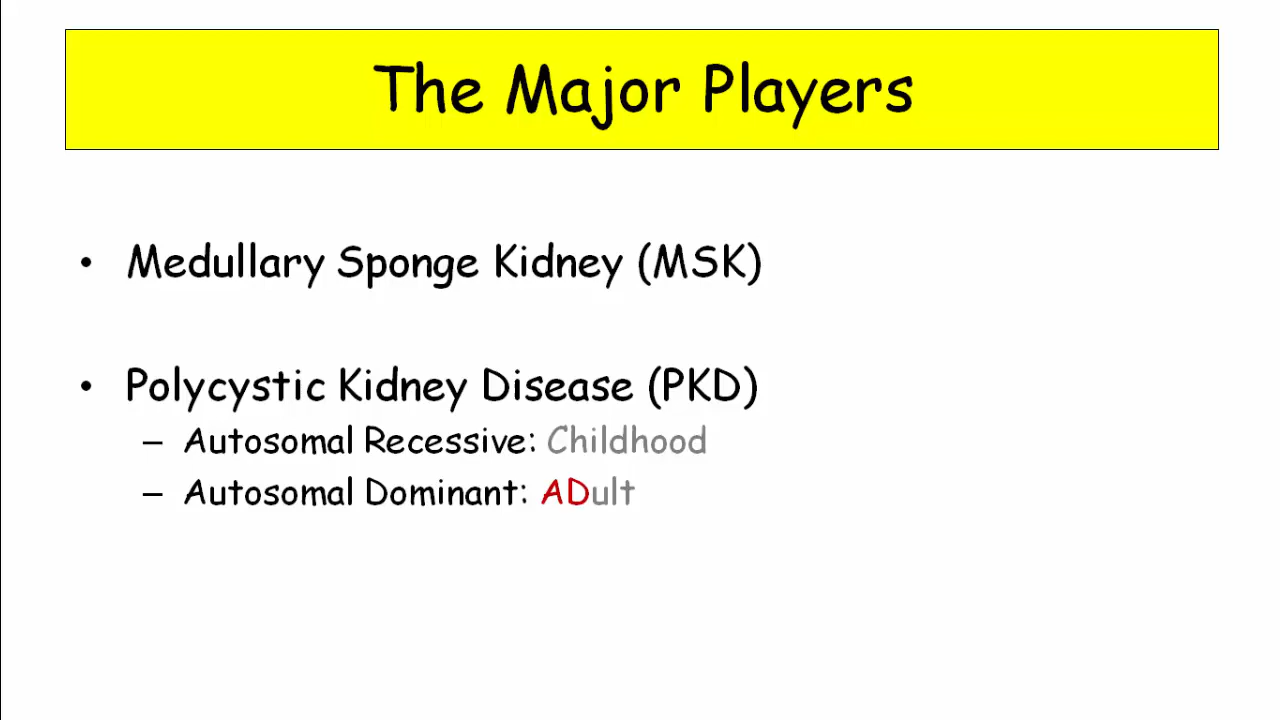 The Major Players
• Medullary Sponge Kidney (MSK)
• Polycystic Kidney Disease (PKD)
– Autosomal Recessive: Childhood
– Autosomal Dominant: ADult